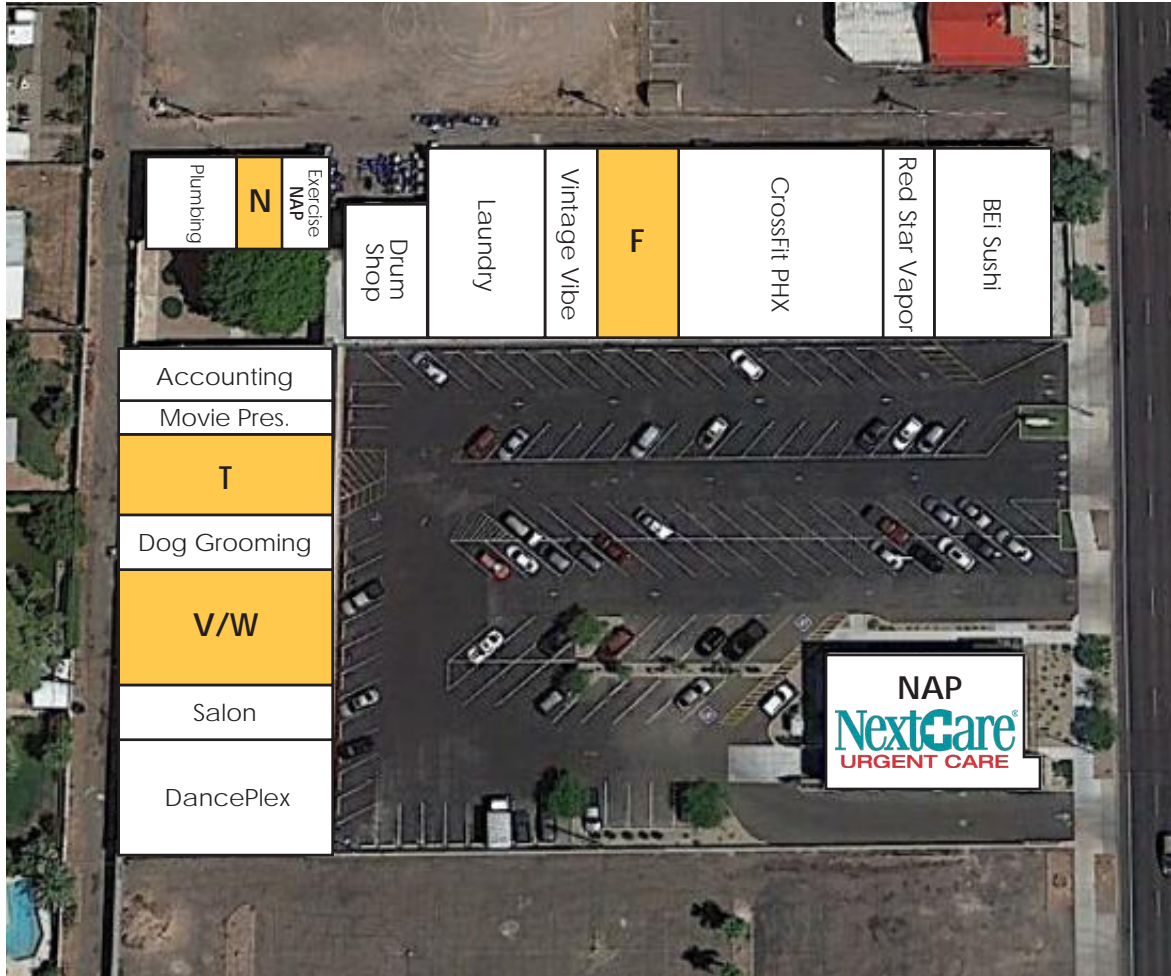 Plumbing
N
Exercise
NAP
Drum
Shop
Laundry
Vintage Vibe
F
CrossFit PHX
Red Star Vapor
BEi Sushi
Accounting
Movie Pres.
T
Dog Grooming
V/W
Salon
DancePlex
NAP
NextCare®
URGENT CARE